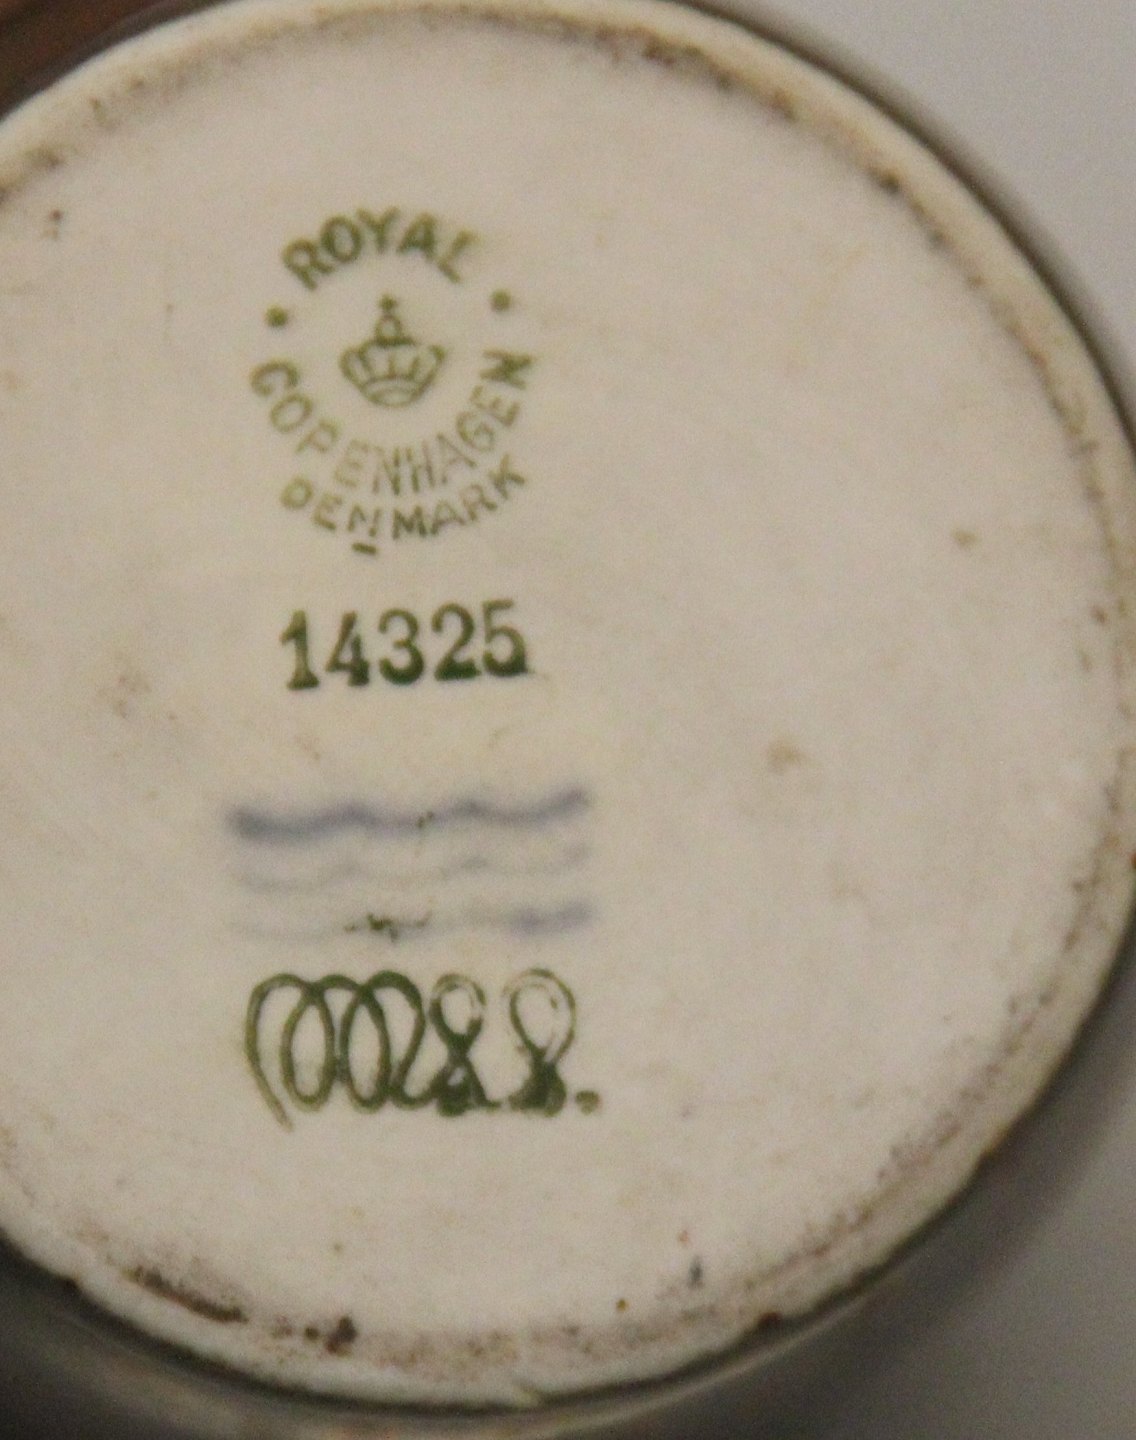 ROYAL
COPENHAGEN
DENMARK
14325